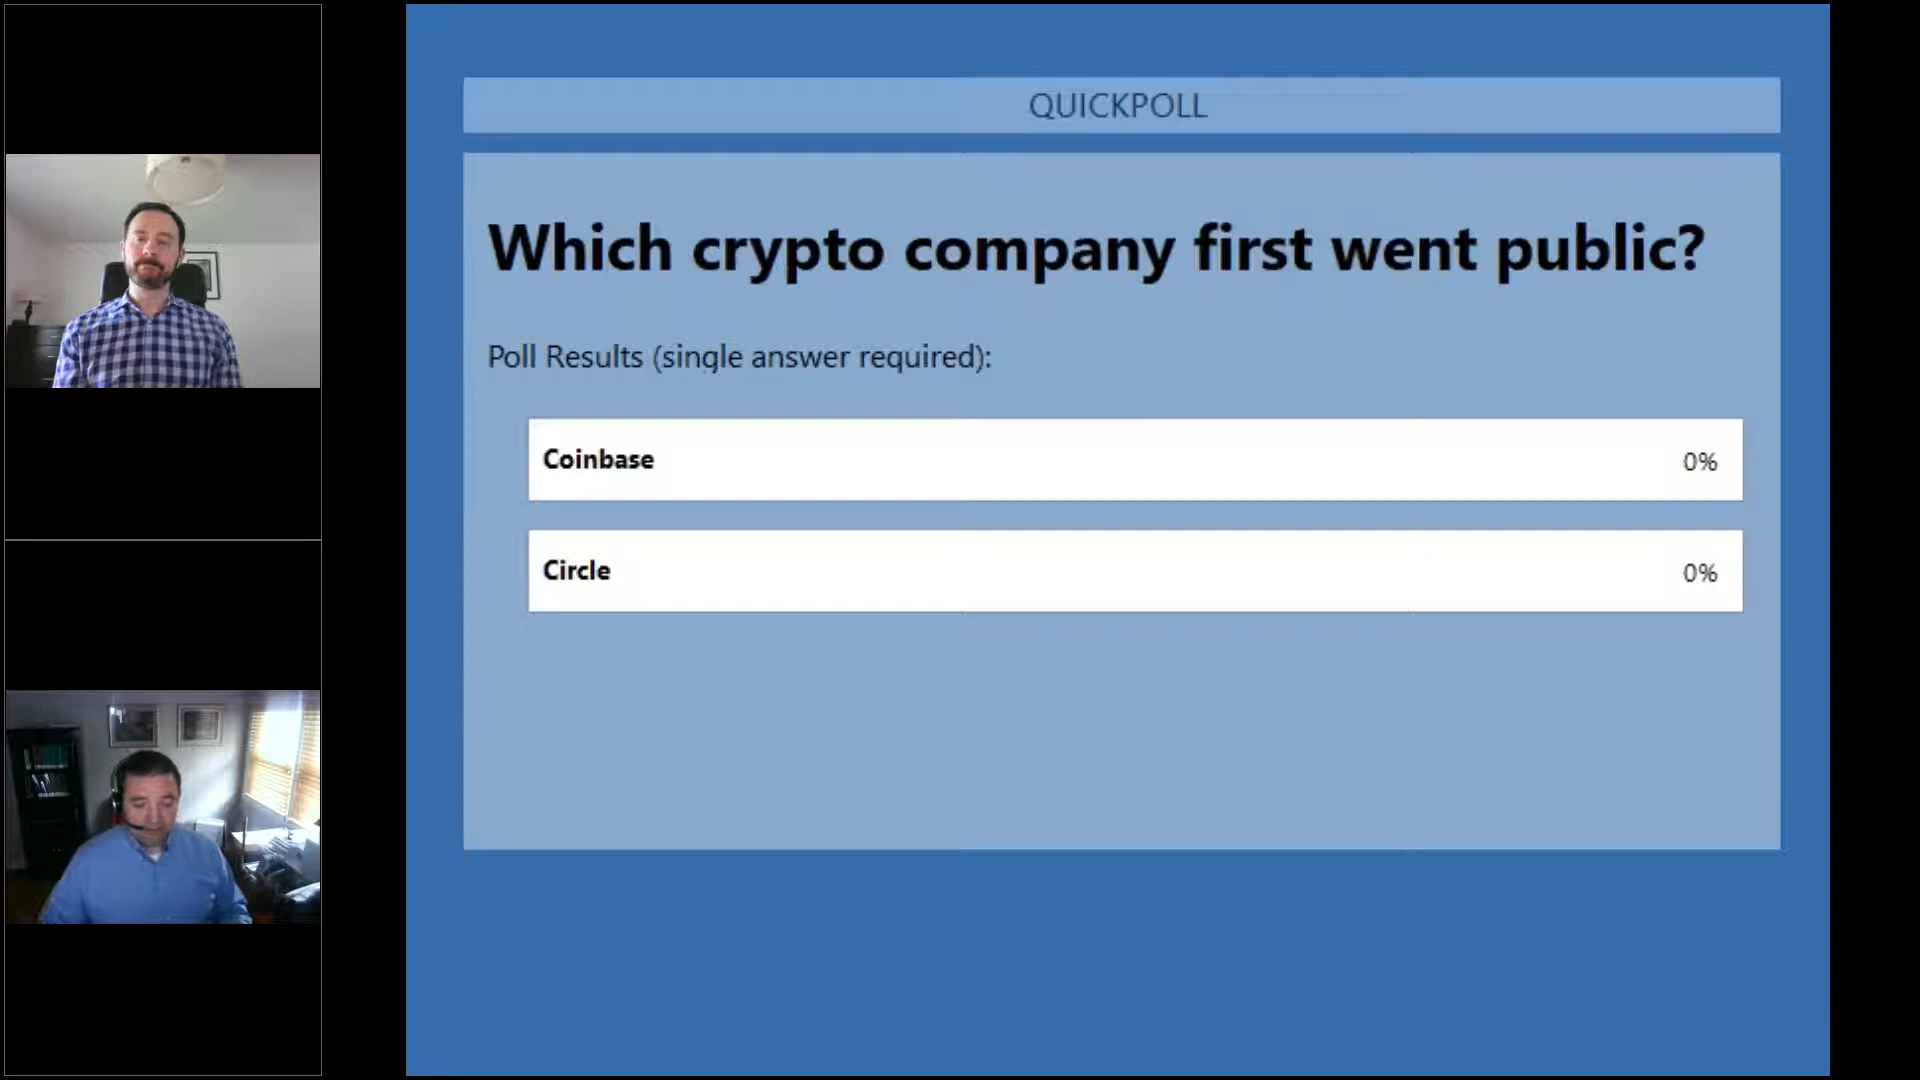 QUICKPOLL
Which crypto company first went public?
Poll Results (single answer required):
Coinbase 0%
Circle 0%